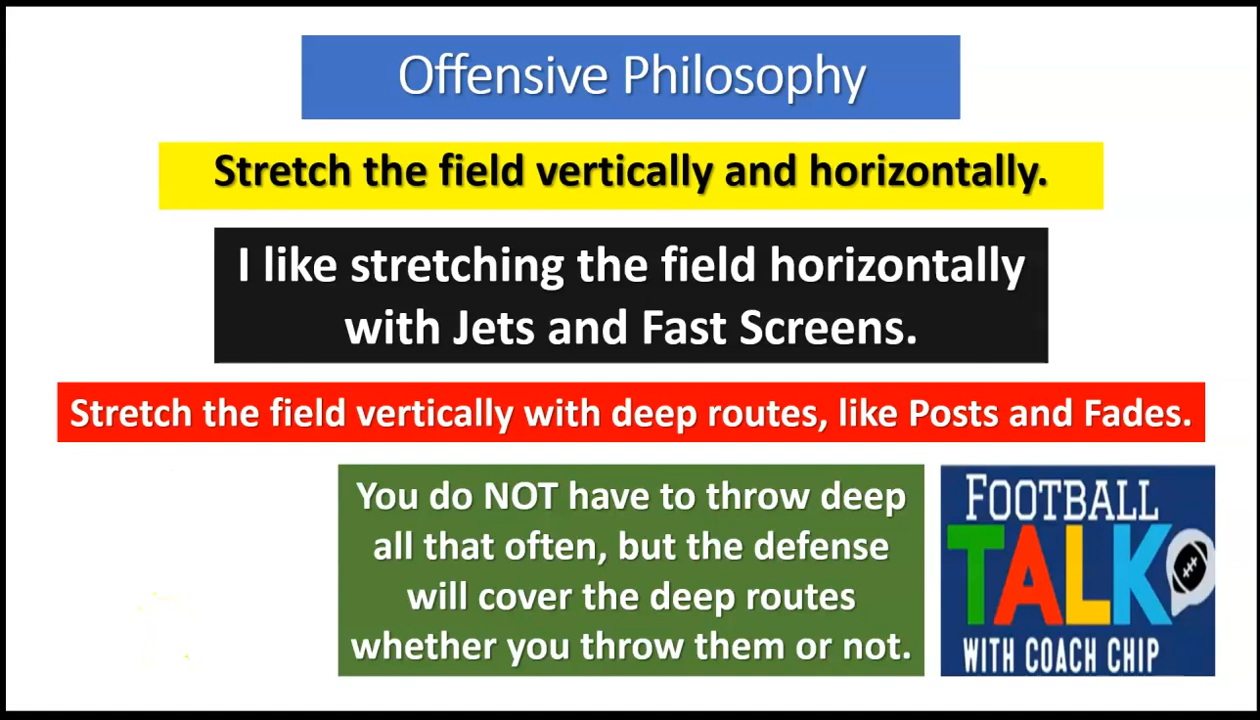 Offensive Philosophy
Stretch the field vertically and horizontally.
I like stretching the field horizontally
with Jets and Fast Screens.
Stretch the field vertically with deep routes, like Posts and Fades.
You do NOT have to throw deep
all that often, but the defense
will cover the deep routes
whether you throw them or not.
FOOTBALL
TALK
WITH COACH CHIP